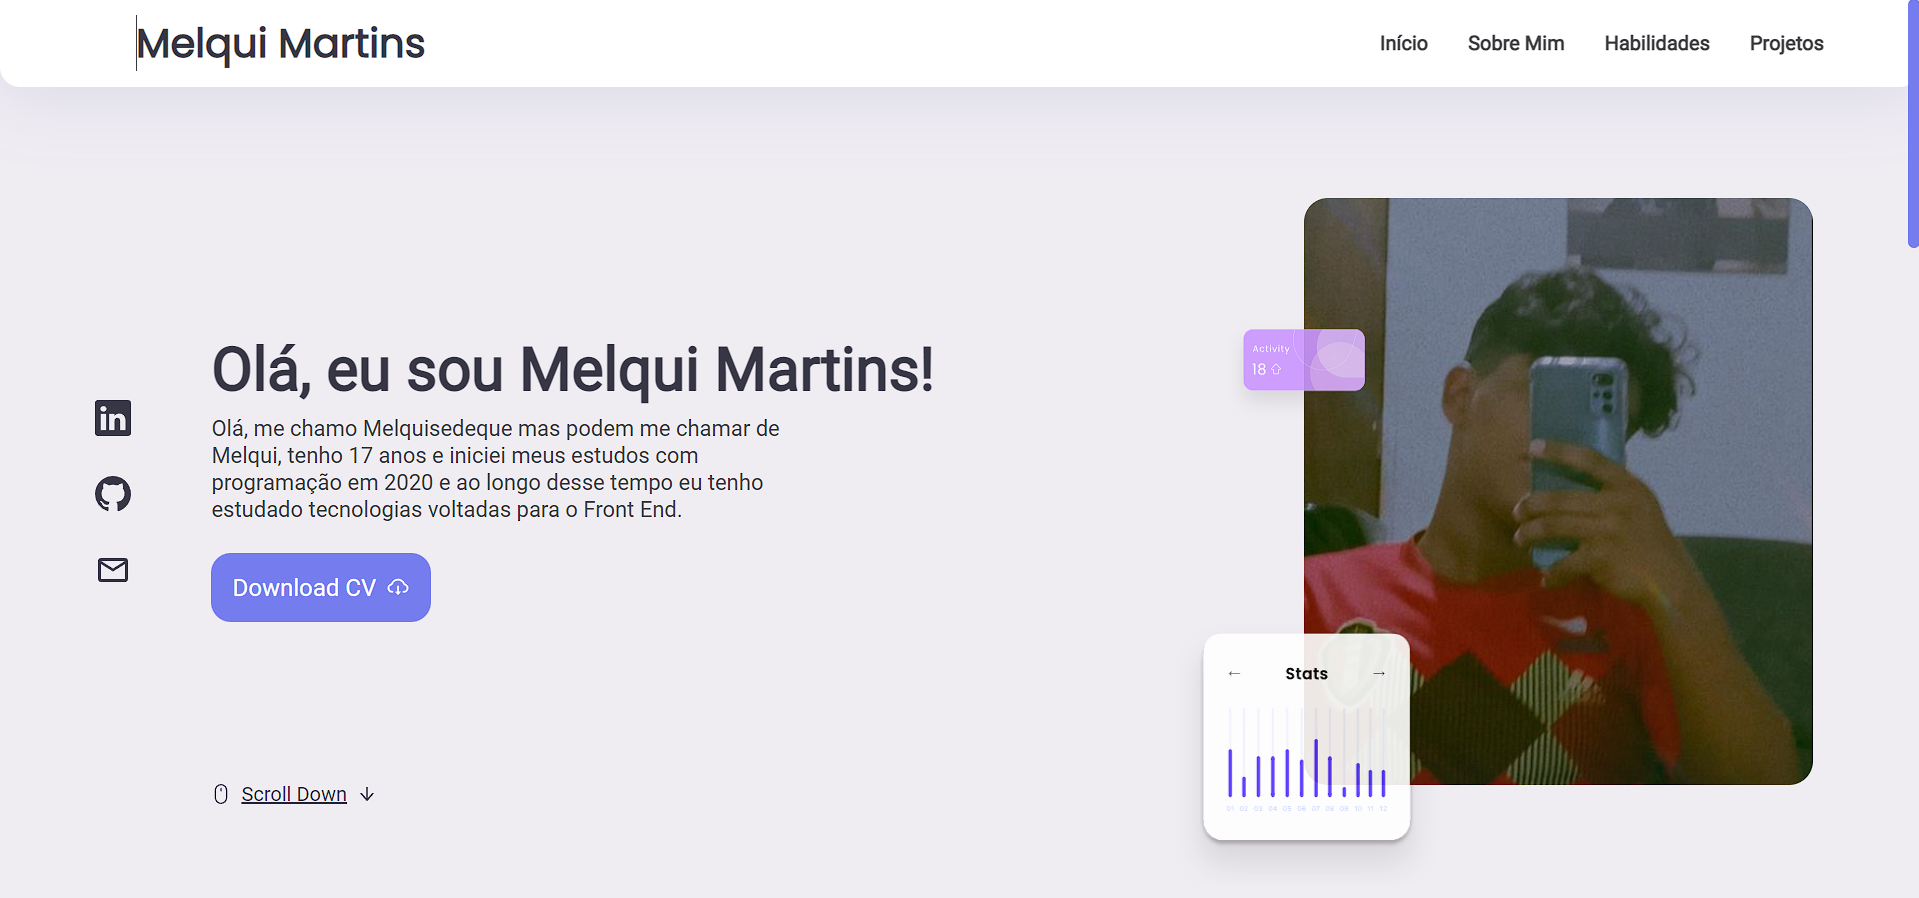 Melqui Martins
Início
Sobre Mim
Habilidades
Projetos
Olá, eu sou Melqui Martins!
Olá, me chamo Melquisedeque mas podem me chamar de
Melqui, tenho 17 anos e iniciei meus estudos com
programação em 2020 e ao longo desse tempo eu tenho
estudado tecnologias voltadas para o Front End.
Download CV
Scroll Down
Activity
18
← Stats →
01 02 03 04 05 06 07 08 09 10 11 12